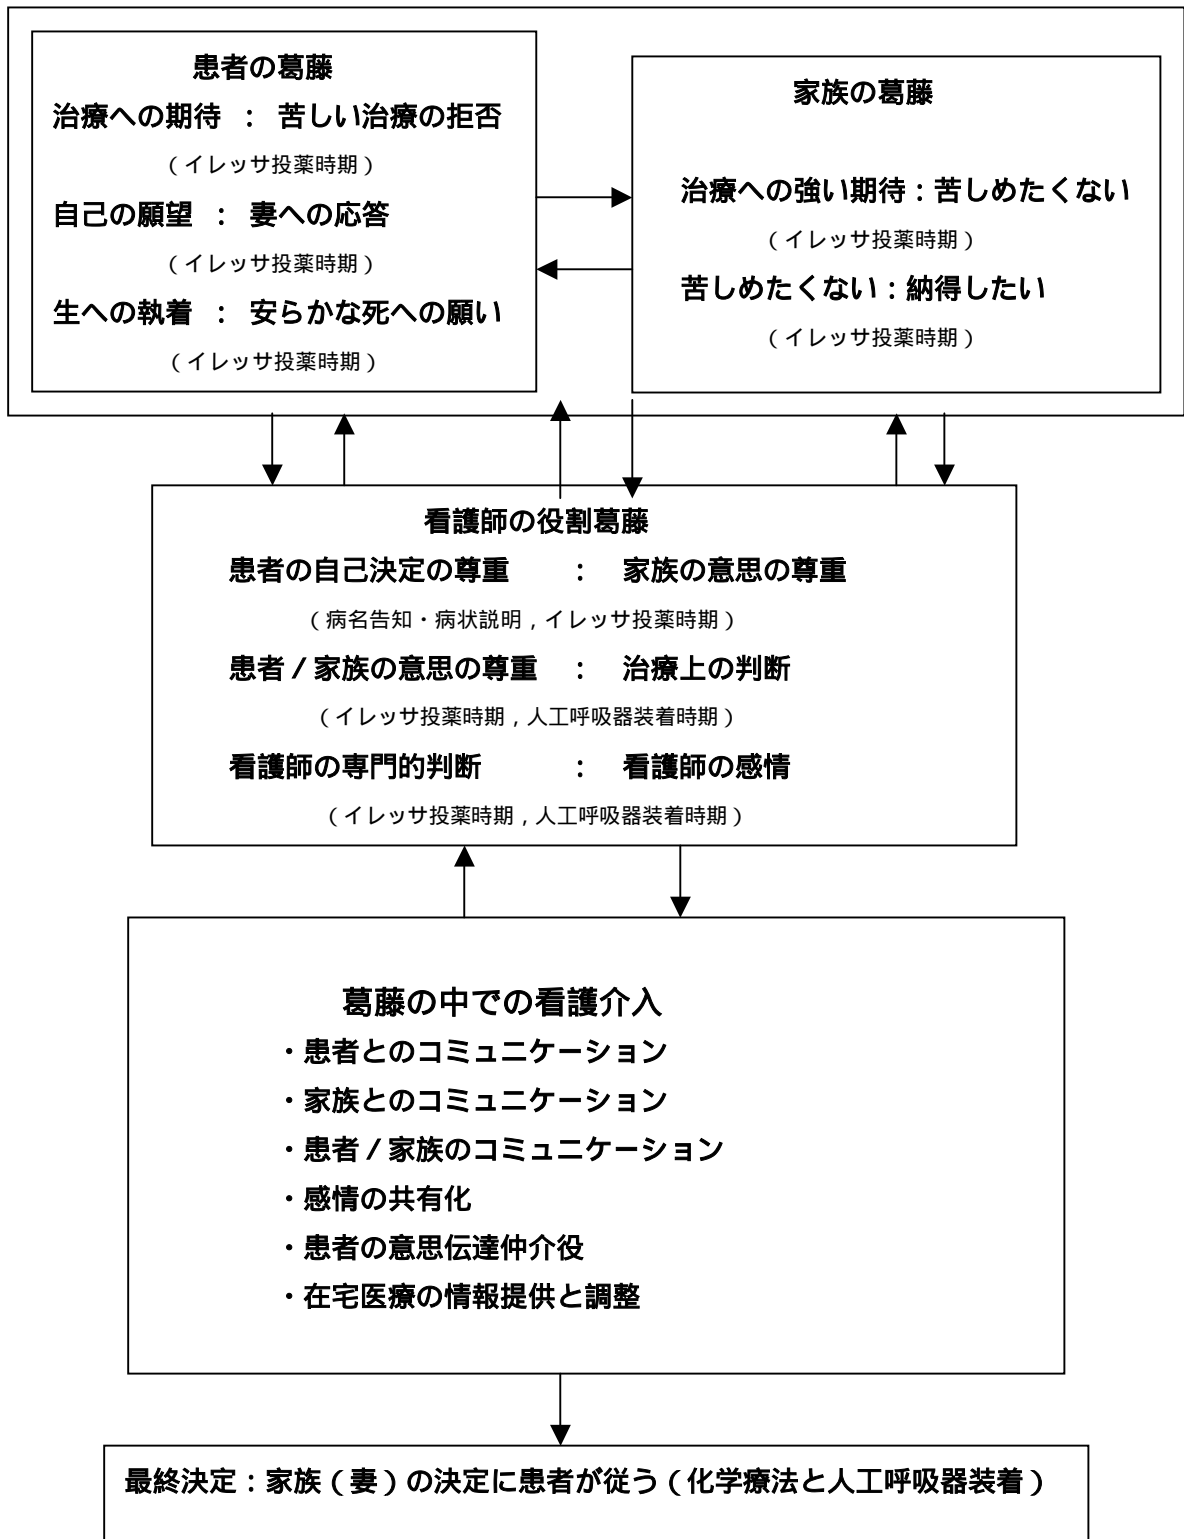 患者の葛藤
治療への期待 ： 苦しい治療の拒否
（イレッサ投薬時期）
自己の願望 ： 妻への応答
（イレッサ投薬時期）
生への執着 ： 安らかな死への願い
（イレッサ投薬時期）
家族の葛藤
治療への強い期待：苦しめたくない
（イレッサ投薬時期）
苦しめたくない：納得したい
（イレッサ投薬時期）
看護師の役割葛藤
患者の自己決定の尊重 ： 家族の意思の尊重
（病名告知・病状説明，イレッサ投薬時期）
患者／家族の意思の尊重 ： 治療上の判断
（イレッサ投薬時期，人工呼吸器装着時期）
看護師の専門的判断 ： 看護師の感情
（イレッサ投薬時期，人工呼吸器装着時期）
葛藤の中での看護介入
・患者とのコミュニケーション
・家族とのコミュニケーション
・患者／家族のコミュニケーション
・感情の共有化
・患者の意思伝達仲介役
・在宅医療の情報提供と調整
最終決定：家族（妻）の決定に患者が従う（化学療法と人工呼吸器装着）